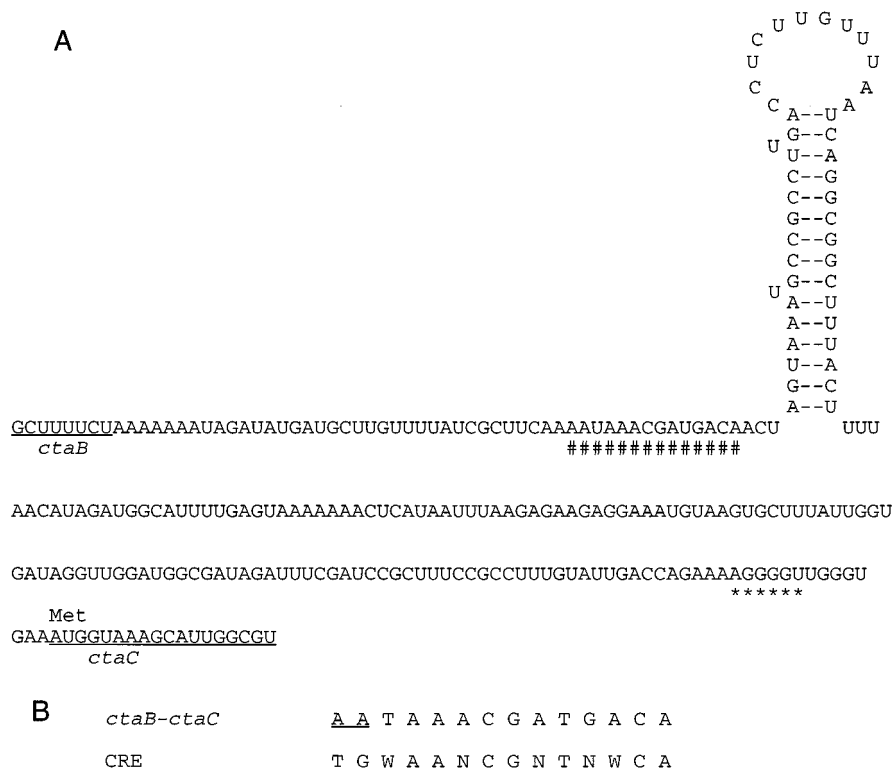 A
C U U G U U
U U
C A
C A
A--U
G--C
U
U--A
C--G
C--G
G--C
C--G
C--G
G--C
U
A--U
A--U
A--U
U--A
G--C
A--U
GCUUUUCUAAAAAAAUAGAUAUGAUGCUUGUUUUAUCGCUUCAAAAUAAACGAUGACAACU UUU
ctaB ##############
AACAUAGAUGGCAUUUUGAGUAAAAAAACUCAUAAUUUAAGAGAAGAGGAAAUGUAAGUGCUUUAUUGGU
GAUAGGUUGGAUGGCGAUAGAUUUCGAUCCGCUUUCCGCCUUUGUAUUGACCAGAAAAGGGGUUGGGU
******
Met
GAAAUGGUAAAGCAUUGGCGU
ctaC
B
ctaB-ctaC A A T A A A C G A T G A C A
CRE T G W A A N C G N T N W C A